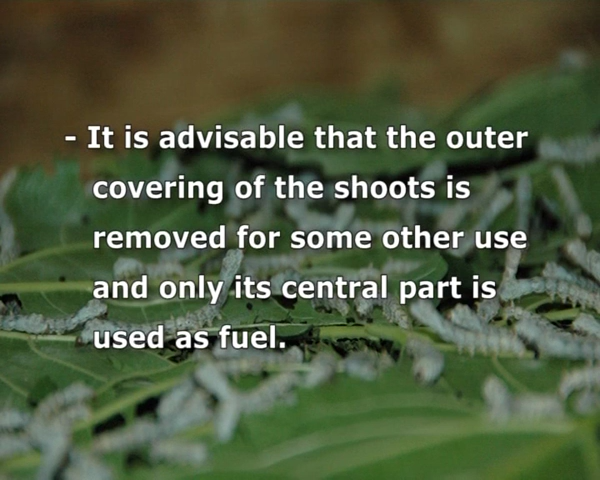 - It is advisable that the outer
covering of the shoots is
removed for some other use
and only its central part is
used as fuel.